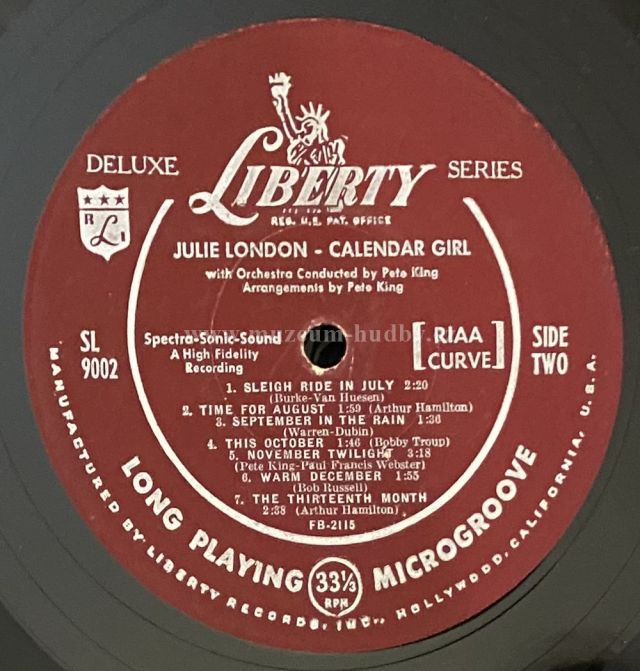 DELUXE LIBERTY SERIES
REG. U.S. PAT. OFFICE
JULIE LONDON - CALENDAR GIRL
with Orchestra Conducted by Pete King
Arrangements by Pete King
R L I
SL
9002
Spectra-Sonic-Sound
A High Fidelity
Recording
www.muzeum-hudby.
[RIAA
CURVE]
SIDE
TWO
1. SLEIGH RIDE IN JULY 2:20
(Burke-Van Huesen)
2. TIME FOR AUGUST 1:59 (Arthur Hamilton)
3. SEPTEMBER IN THE RAIN 1:36
(Warren-Dubin)
4. THIS OCTOBER 1:46 (Bobby Troup)
5. NOVEMBER TWILIGHT 3:18
(Pete King-Paul Francis Webster)
6. WARM DECEMBER 1:55
(Bob Russell)
7. THE THIRTEENTH MONTH
2:38 (Arthur Hamilton)
FB-2115
LONG PLAYING 33⅓ RPM MICROGROOVE
MANUFACTURED BY LIBERTY RECORDS, INC., HOLLYWOOD, CALIFORNIA, U.S.A.